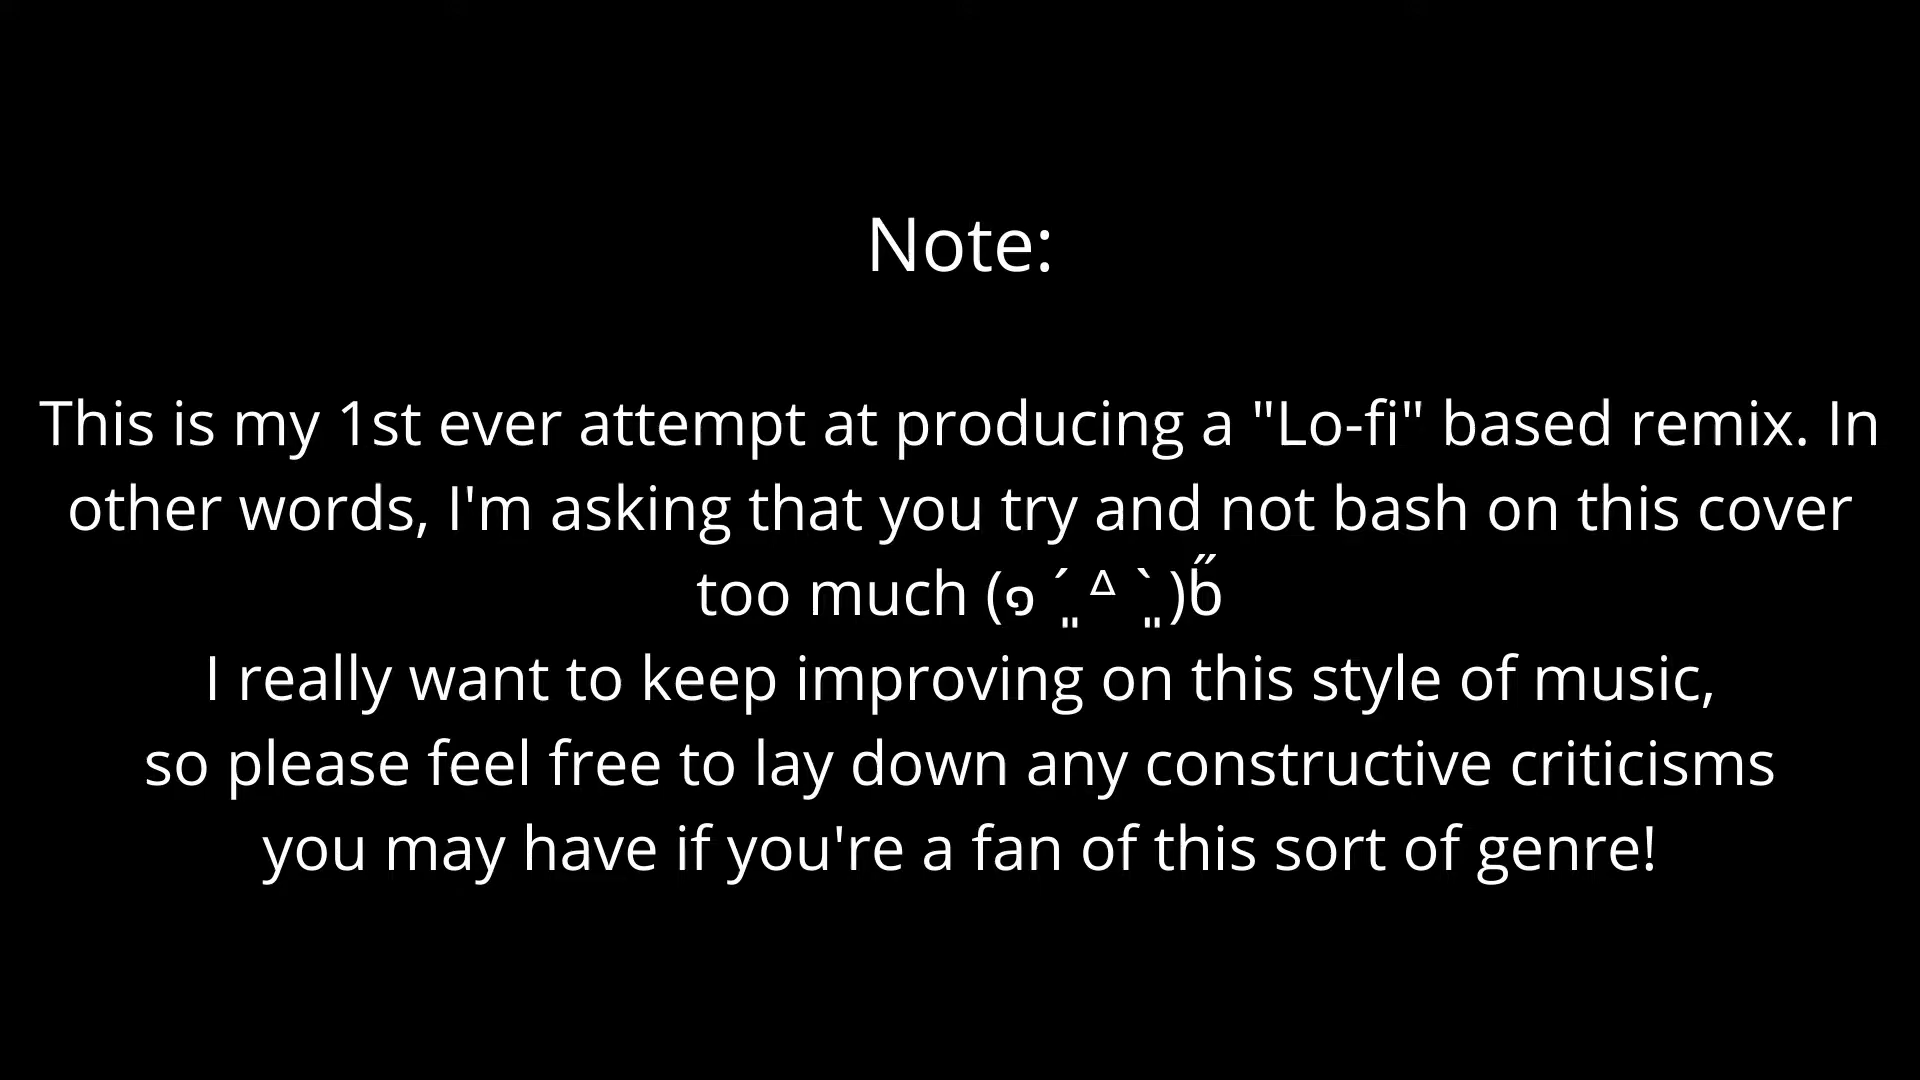 Note:
This is my 1st ever attempt at producing a "Lo-fi" based remix. In
other words, I'm asking that you try and not bash on this cover
too much (໑ ˊ͈ ᐞ ˋ͈ )b̋
I really want to keep improving on this style of music,
so please feel free to lay down any constructive criticisms
you may have if you're a fan of this sort of genre!